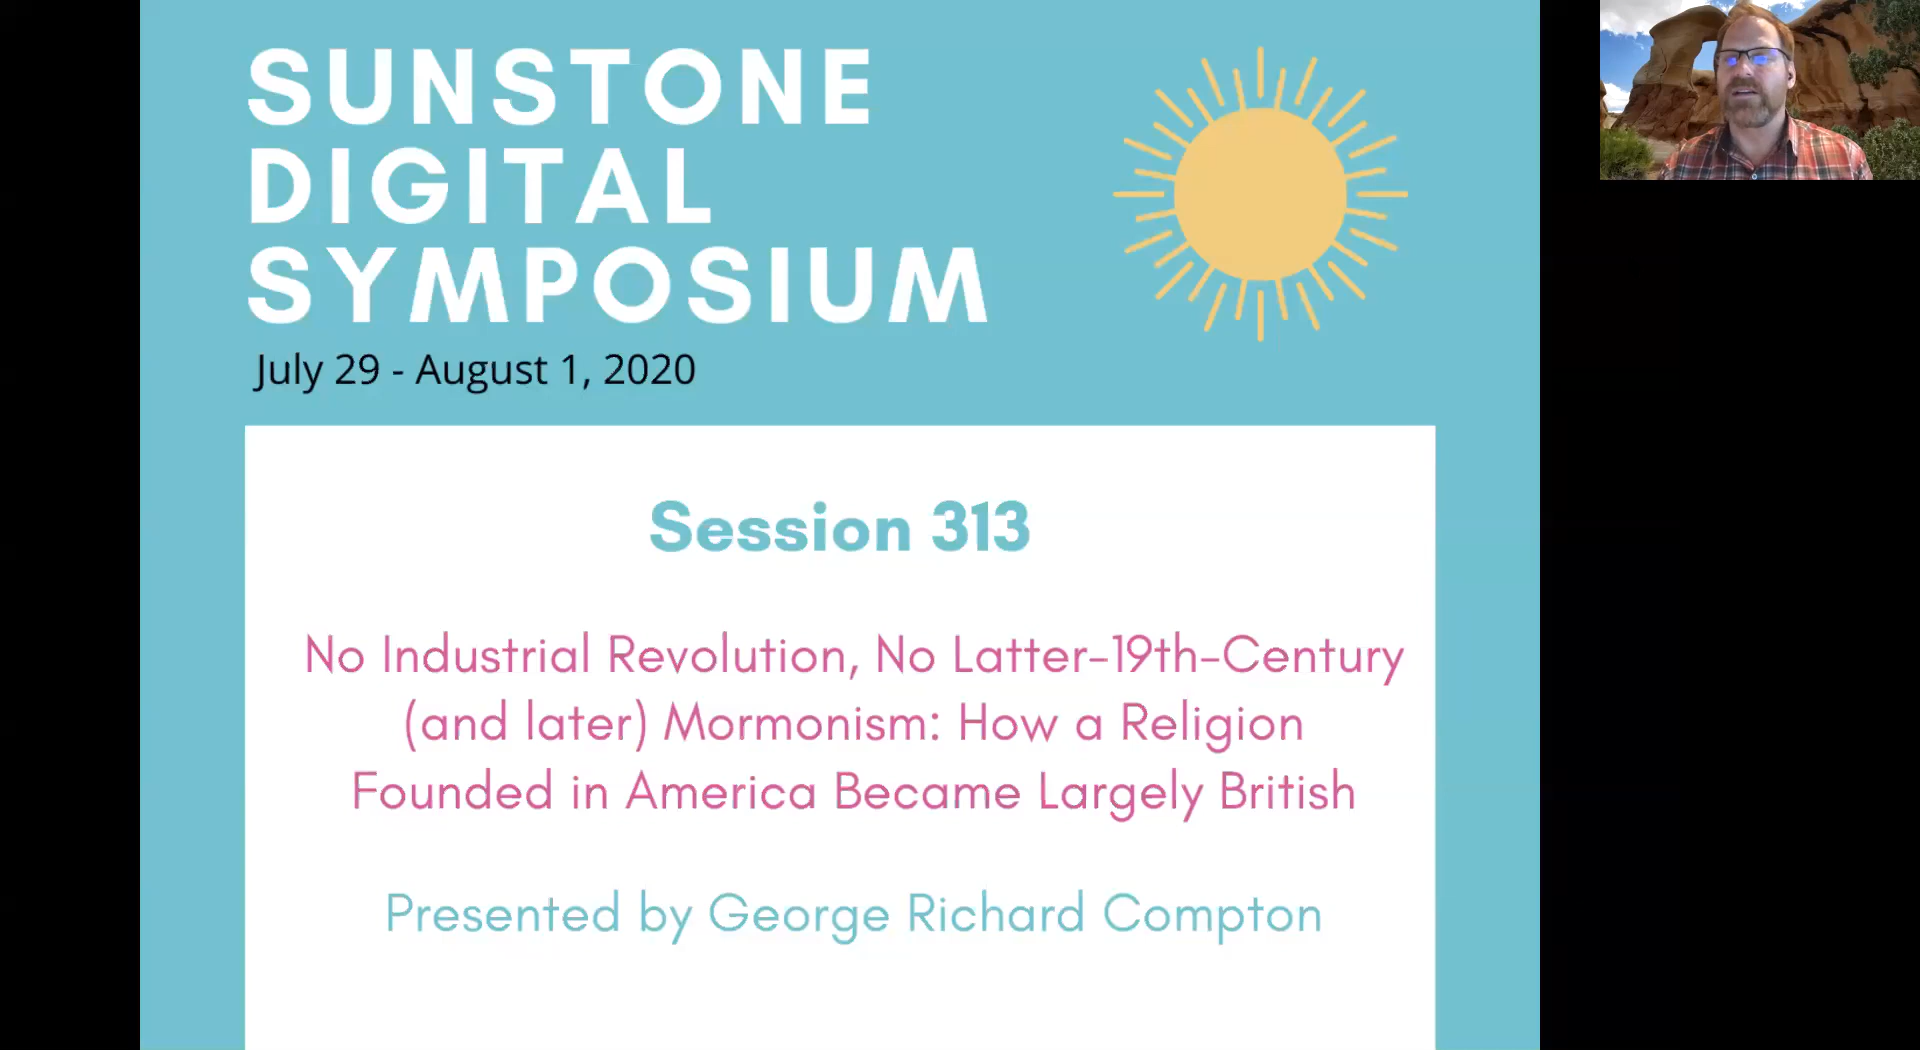 SUNSTONE
DIGITAL
SYMPOSIUM
July 29 - August 1, 2020
Session 313
No Industrial Revolution, No Latter-19th-Century
(and later) Mormonism: How a Religion
Founded in America Became Largely British
Presented by George Richard Compton